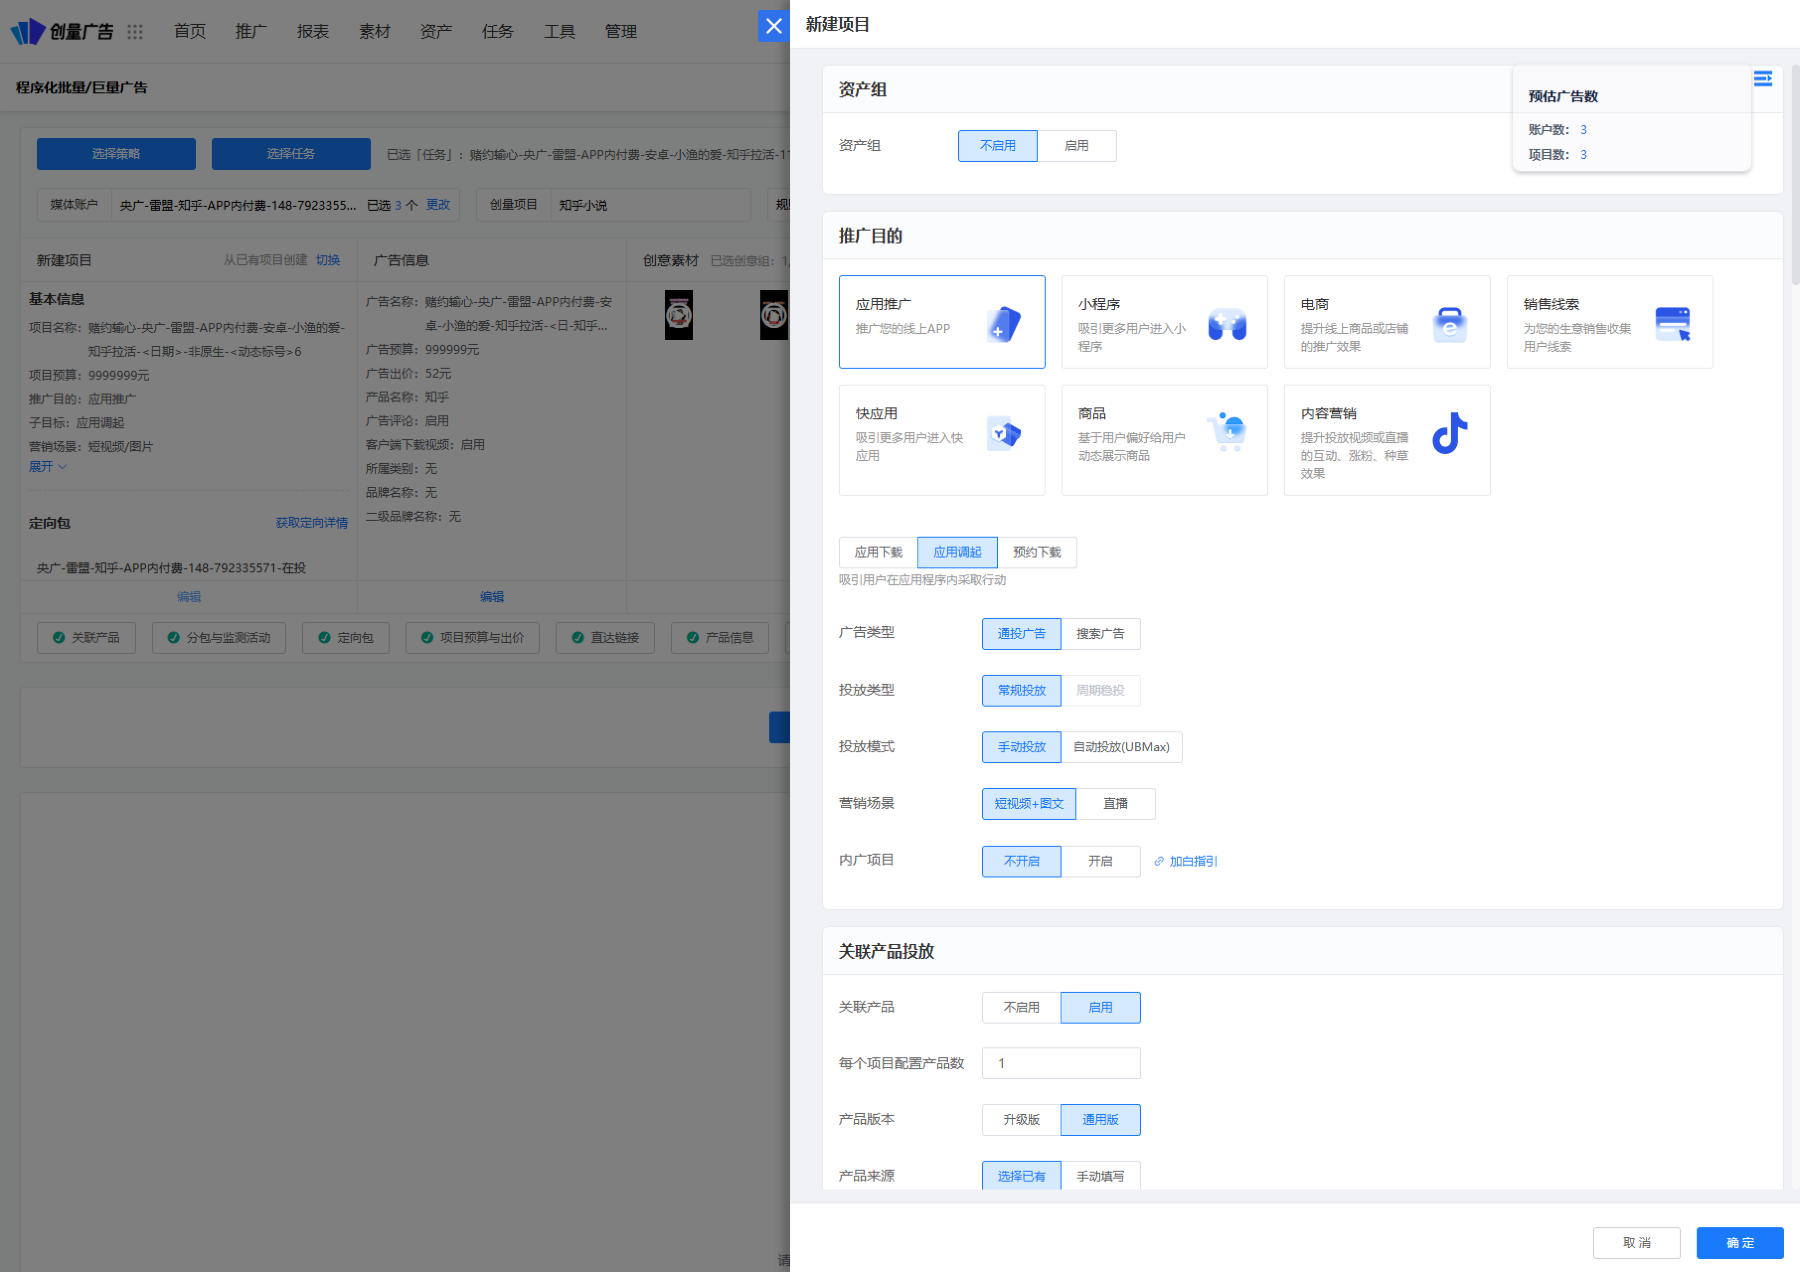 创量广告
首页 推广 报表 素材 资产 任务 工具 管理
程序化批量/巨量广告
选择策略 选择任务 已选「任务」：赌约输心-央广-雷盟-APP内付费-安卓-小渔的爱-知乎拉活-11
媒体账户 央广-雷盟-知乎-APP内付费-148-7923355... 已选 3 个 更改 创量项目 知乎小说
新建项目 从已有项目创建 切换 广告信息 创意素材 已选创意组：1,
基本信息
项目名称：赌约输心-央广-雷盟-APP内付费-安卓-小渔的爱-
知乎拉活-<日期>-非原生-<动态标号>6
项目预算：9999999元
推广目的：应用推广
子目标：应用调起
营销场景：短视频/图片
展开
定向包 获取定向详情
央广-雷盟-知乎-APP内付费-148-792335571-在投
编辑
广告名称：赌约输心-央广-雷盟-APP内付费-安
卓-小渔的爱-知乎拉活-<日-知乎...
广告预算：999999元
广告出价：52元
产品名称：知乎
广告评论：启用
客户端下载视频：启用
所属类别：无
品牌名称：无
二级品牌名称：无
编辑
关联产品 分包与监测活动 定向包 项目预算与出价 直达链接 产品信息
请
新建项目
资产组
资产组 不启用 启用
预估广告数
账户数： 3
项目数： 3
推广目的
应用推广
推广您的线上APP
小程序
吸引更多用户进入小
程序
电商
提升线上商品或店铺
的推广效果
销售线索
为您的生意销售收集
用户线索
快应用
吸引更多用户进入快
应用
商品
基于用户偏好给用户
动态展示商品
内容营销
提升投放视频或直播
的互动、涨粉、种草
效果
应用下载 应用调起 预约下载
吸引用户在应用程序内采取行动
广告类型 通投广告 搜索广告
投放类型 常规投放 周期稳投
投放模式 手动投放 自动投放(UBMax)
营销场景 短视频+图文 直播
内广项目 不开启 开启 加白指引
关联产品投放
关联产品 不启用 启用
每个项目配置产品数 1
产品版本 升级版 通用版
产品来源 选择已有 手动填写
取消 确定